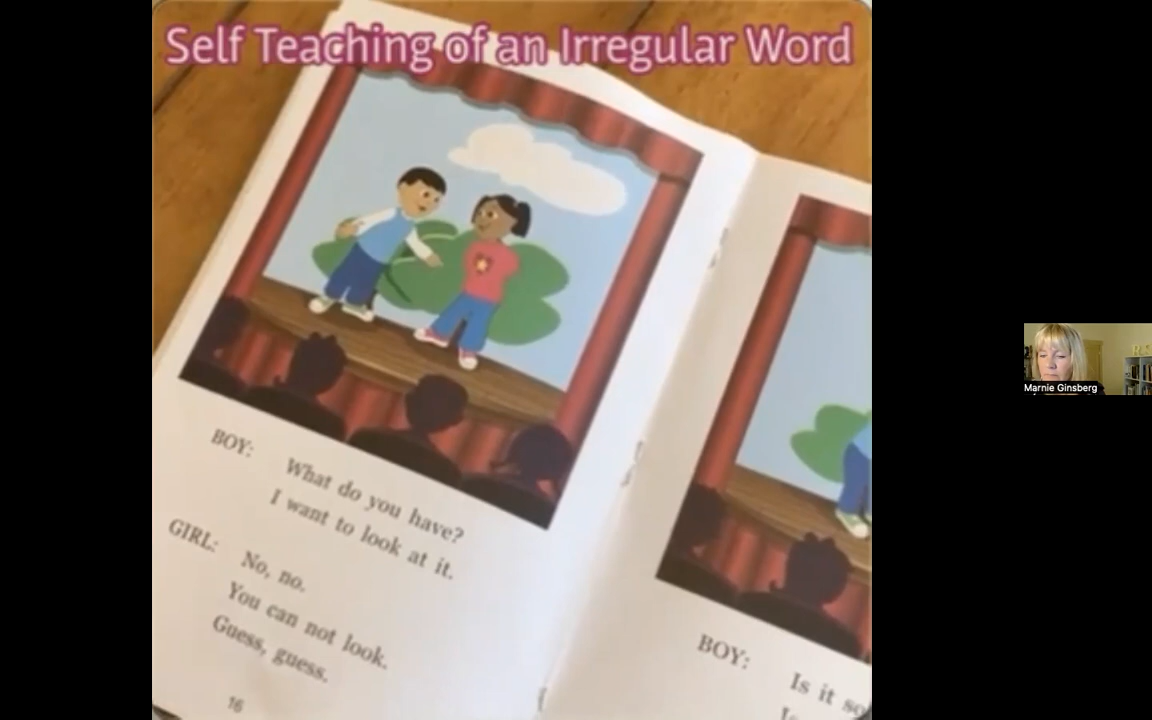 Self Teaching of an Irregular Word
BOY: What do you have?
I want to look at it.
GIRL: No, no.
You can not look.
Guess, guess.
16
BOY: Is it
Marnie Ginsberg